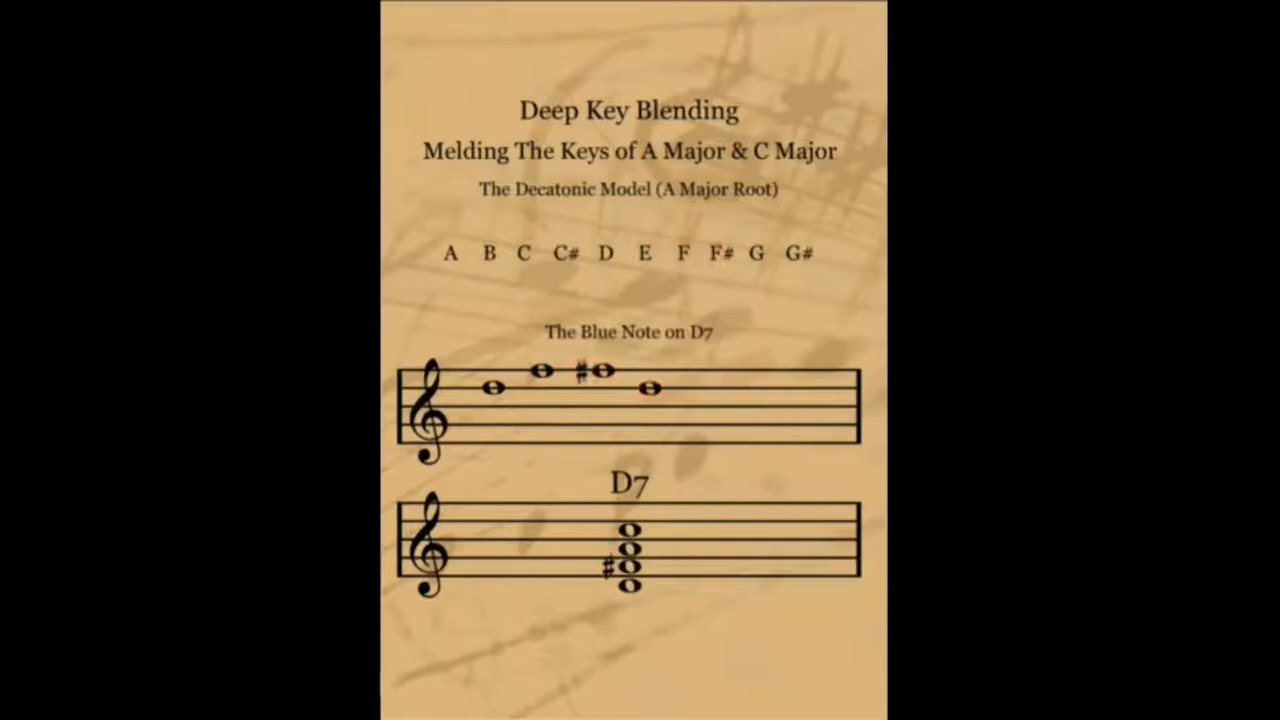 Deep Key Blending
Melding The Keys of A Major & C Major
The Decatonic Model (A Major Root)
A B C C# D E F F# G G#
The Blue Note on D7
D7